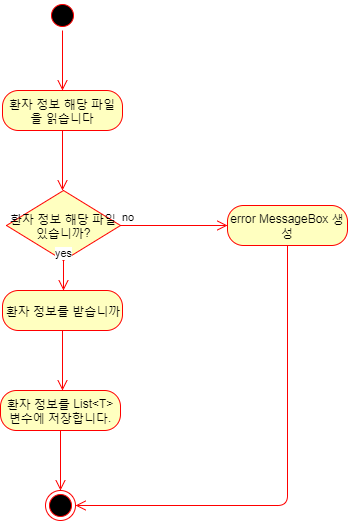 환자 정보 해당 파일
을 읽습니다
환자 정보 해당 파일
있습니까?
no
error MessageBox 생
성
yes
환자 정보를 받습니까
환자 정보를 List<T>
변수에 저장합니다.